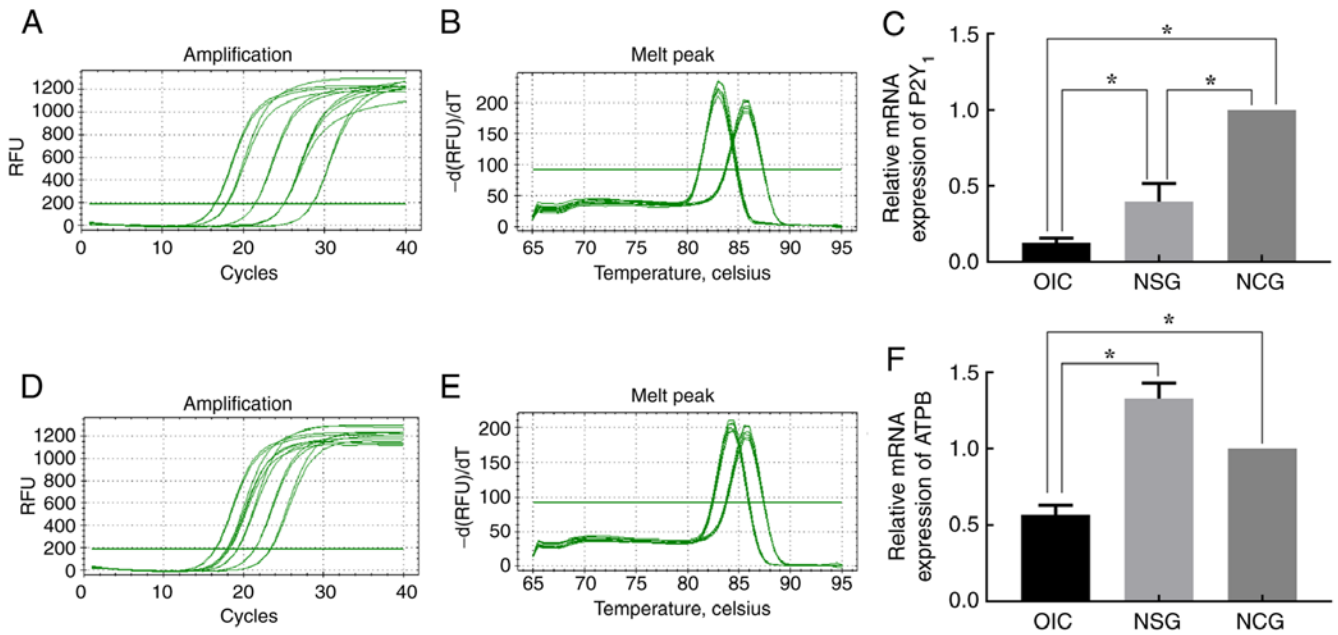 A
Amplification
RFU
1200
1000
800
600
400
200
0
0 10 20 30 40
Cycles
B
Melt peak
–d(RFU)/dT
200
150
100
50
0
65 70 75 80 85 90 95
Temperature, celsius
C
Relative mRNA
expression of P2Y₁
1.5
1.0
0.5
0.0
*
* *
OIC NSG NCG
D
Amplification
RFU
1200
1000
800
600
400
200
0
0 10 20 30 40
Cycles
E
Melt peak
–d(RFU)/dT
200
150
100
50
0
65 70 75 80 85 90 95
Temperature, celsius
F
Relative mRNA
expression of ATPB
1.5
1.0
0.5
0.0
*
*
OIC NSG NCG